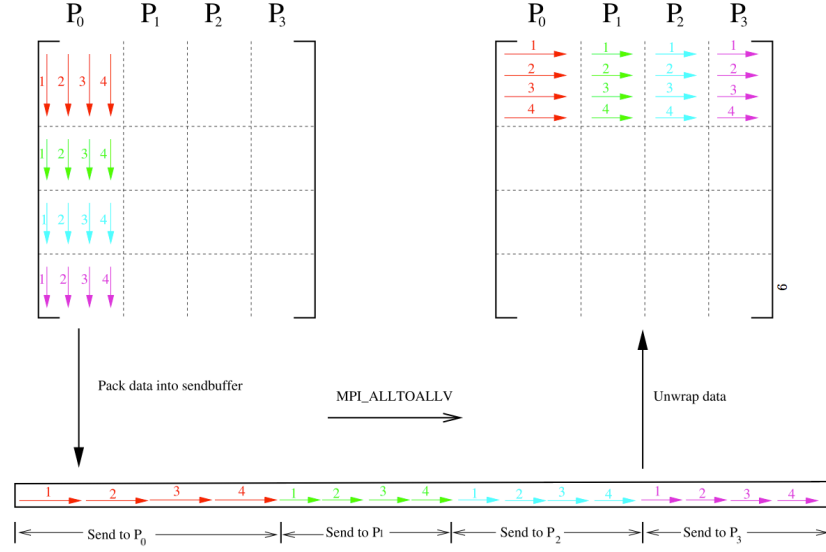 P0 P1 P2 P3 P0 P1 P2 P3
1 2 3 4 1 1 1 1
2 2 2 2
3 3 3 3
4 4 4 4
1 2 3 4
1 2 3 4
1 2 3 4
9
Pack data into sendbuffer
MPI_ALLTOALLV
Unwrap data
1 2 3 4 1 2 3 4 1 2 3 4 1 2 3 4
Send to P0 Send to P1 Send to P2 Send to P3